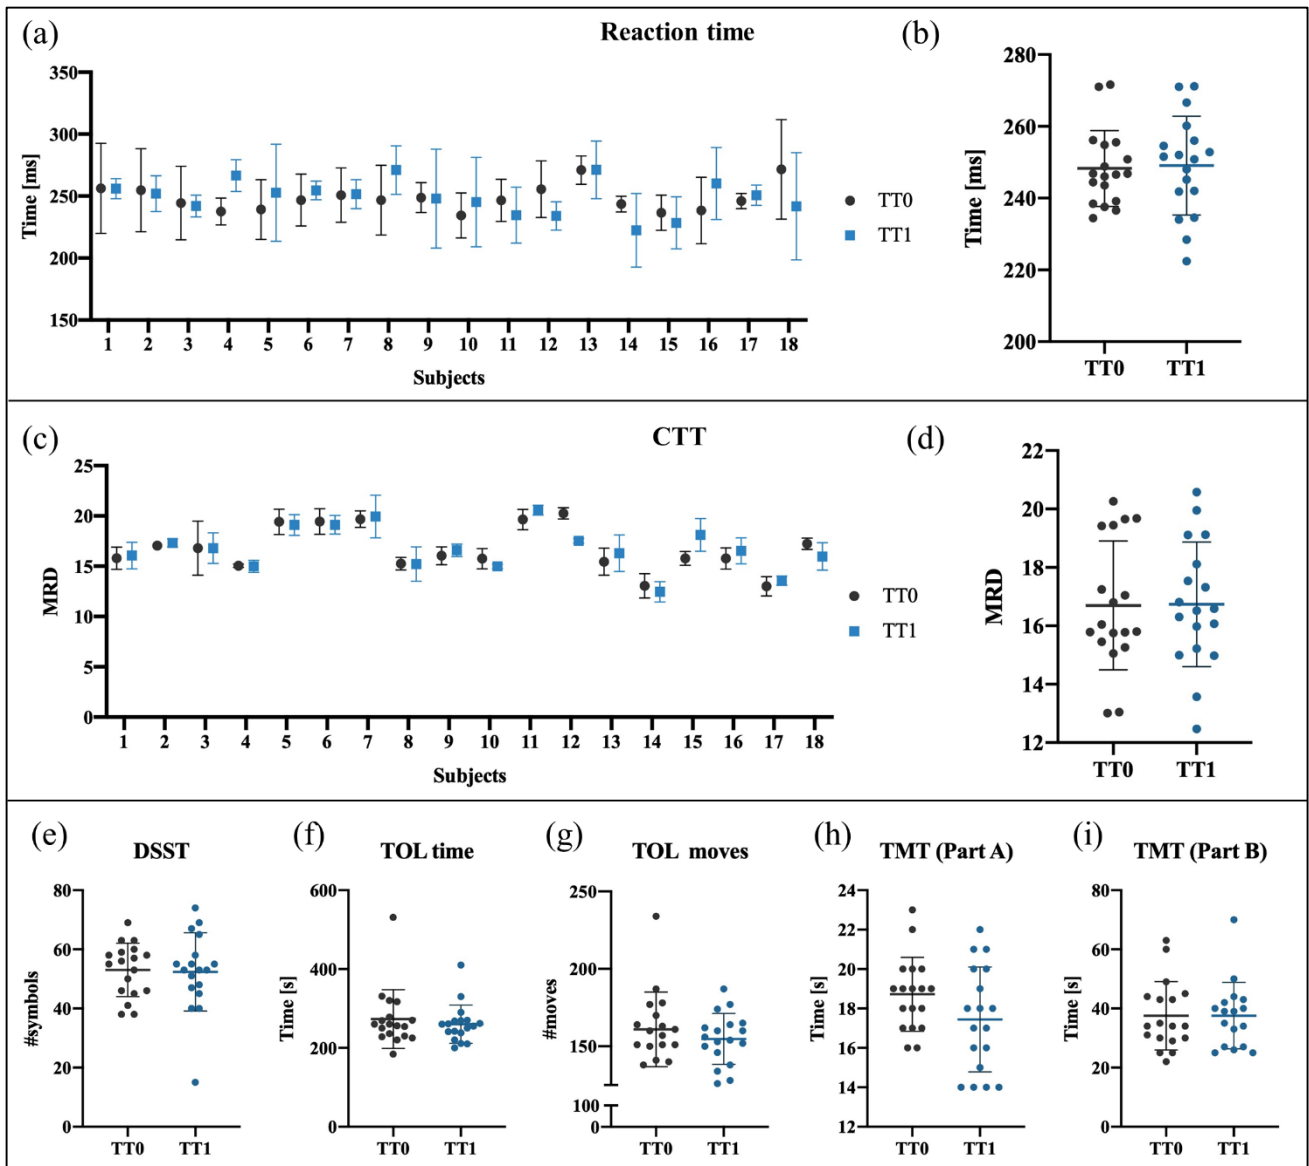 (a)
Reaction time
(b)
Time [ms]
350
300
250
200
150
1 2 3 4 5 6 7 8 9 10 11 12 13 14 15 16 17 18
Subjects
TT0
TT1
Time [ms]
280
260
240
220
200
TT0 TT1
(c)
CTT
(d)
MRD
25
20
15
10
5
0
1 2 3 4 5 6 7 8 9 10 11 12 13 14 15 16 17 18
Subjects
TT0
TT1
MRD
22
20
18
16
14
12
TT0 TT1
(e)
DSST
#symbols
80
60
40
20
0
TT0 TT1
(f)
TOL time
Time [s]
600
400
200
0
TT0 TT1
(g)
TOL moves
#moves
250
200
150
100
0
TT0 TT1
(h)
TMT (Part A)
Time [s]
24
22
20
18
16
14
12
TT0 TT1
(i)
TMT (Part B)
Time [s]
80
60
40
20
0
TT0 TT1